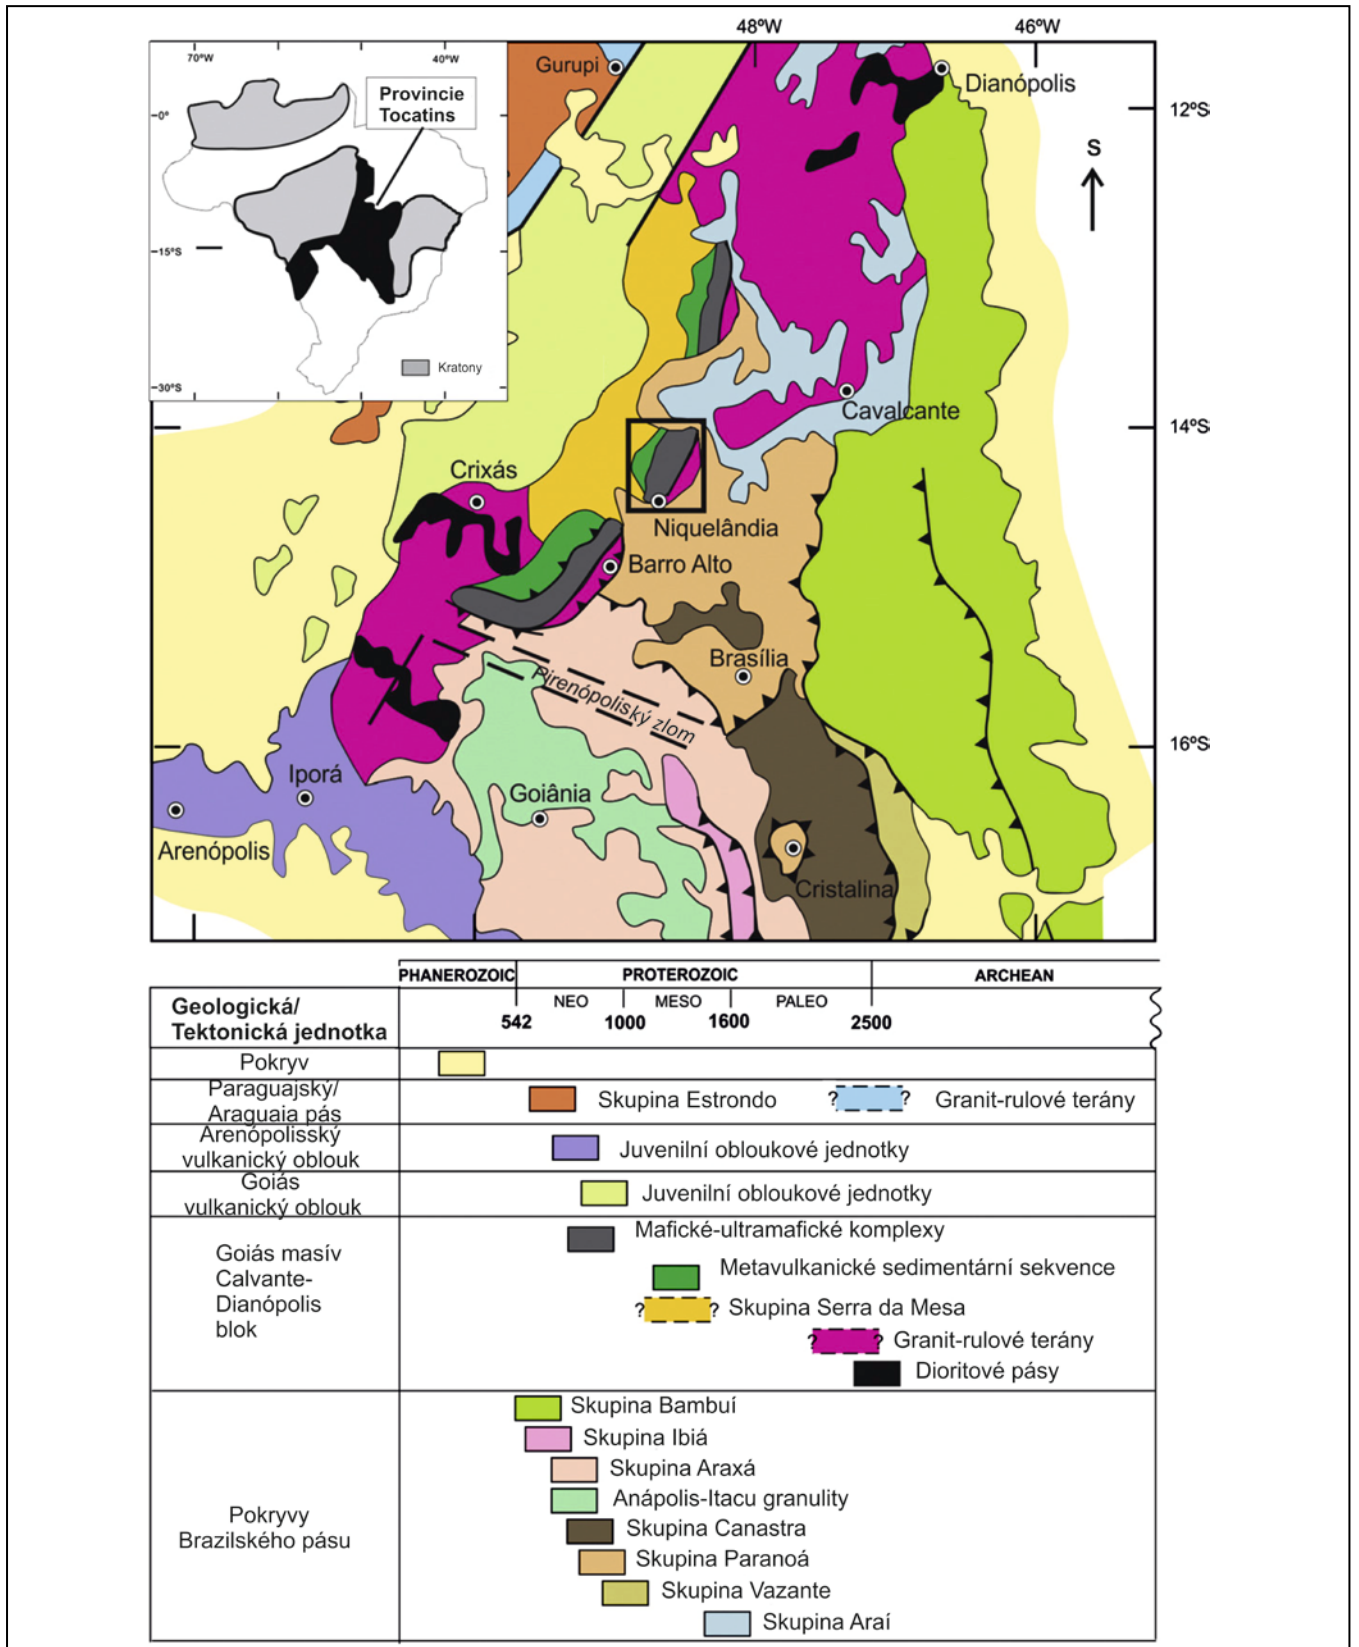 48ºW
46ºW
70ºW
40ºW
Provincie
Tocatins
0º
15ºS
30ºS
Kratony
Gurupi
Dianópolis
12ºS
S
Cavalcante
14ºS
Crixás
Niquelândia
Barro Alto
Brasília
Pirenópoliský zlom
16ºS
Iporá
Goiânia
Arenópolis
Cristalina
PHANEROZOIC
PROTEROZOIC
ARCHEAN
Geologická/
Tektonická jednotka
NEO
MESO
PALEO
542
1000
1600
2500
Pokryv
Paraguajský/
Araguaia pás
Skupina Estrondo
? ?
Granit-rulové terány
Arenópolisský
vulkanický oblouk
Juvenilní obloukové jednotky
Goiás
vulkanický oblouk
Juvenilní obloukové jednotky
Goiás masív
Calvante-
Dianópolis
blok
Mafické-ultramafické komplexy
Metavulkanické sedimentární sekvence
? ?
Skupina Serra da Mesa
? ?
Granit-rulové terány
Dioritové pásy
Pokryvy
Brazilského pásu
Skupina Bambuí
Skupina Ibiá
Skupina Araxá
Anápolis-Itacu granulity
Skupina Canastra
Skupina Paranoá
Skupina Vazante
Skupina Araí